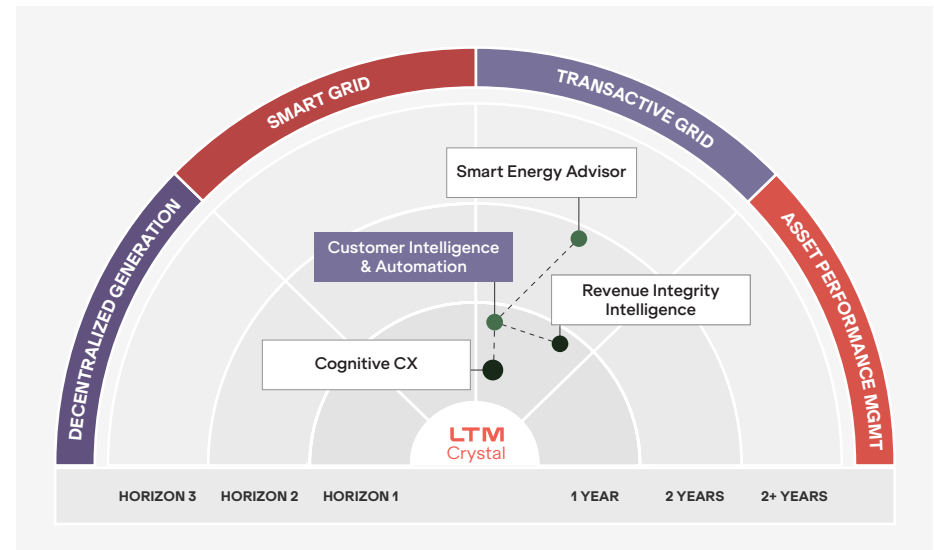 DECENTRALIZED GENERATION
SMART GRID
TRANSACTIVE GRID
ASSET PERFORMANCE MGMT
Smart Energy Advisor
Customer Intelligence
& Automation
Revenue Integrity
Intelligence
Cognitive CX
LTM
Crystal
HORIZON 3 HORIZON 2 HORIZON 1 1 YEAR 2 YEARS 2+ YEARS